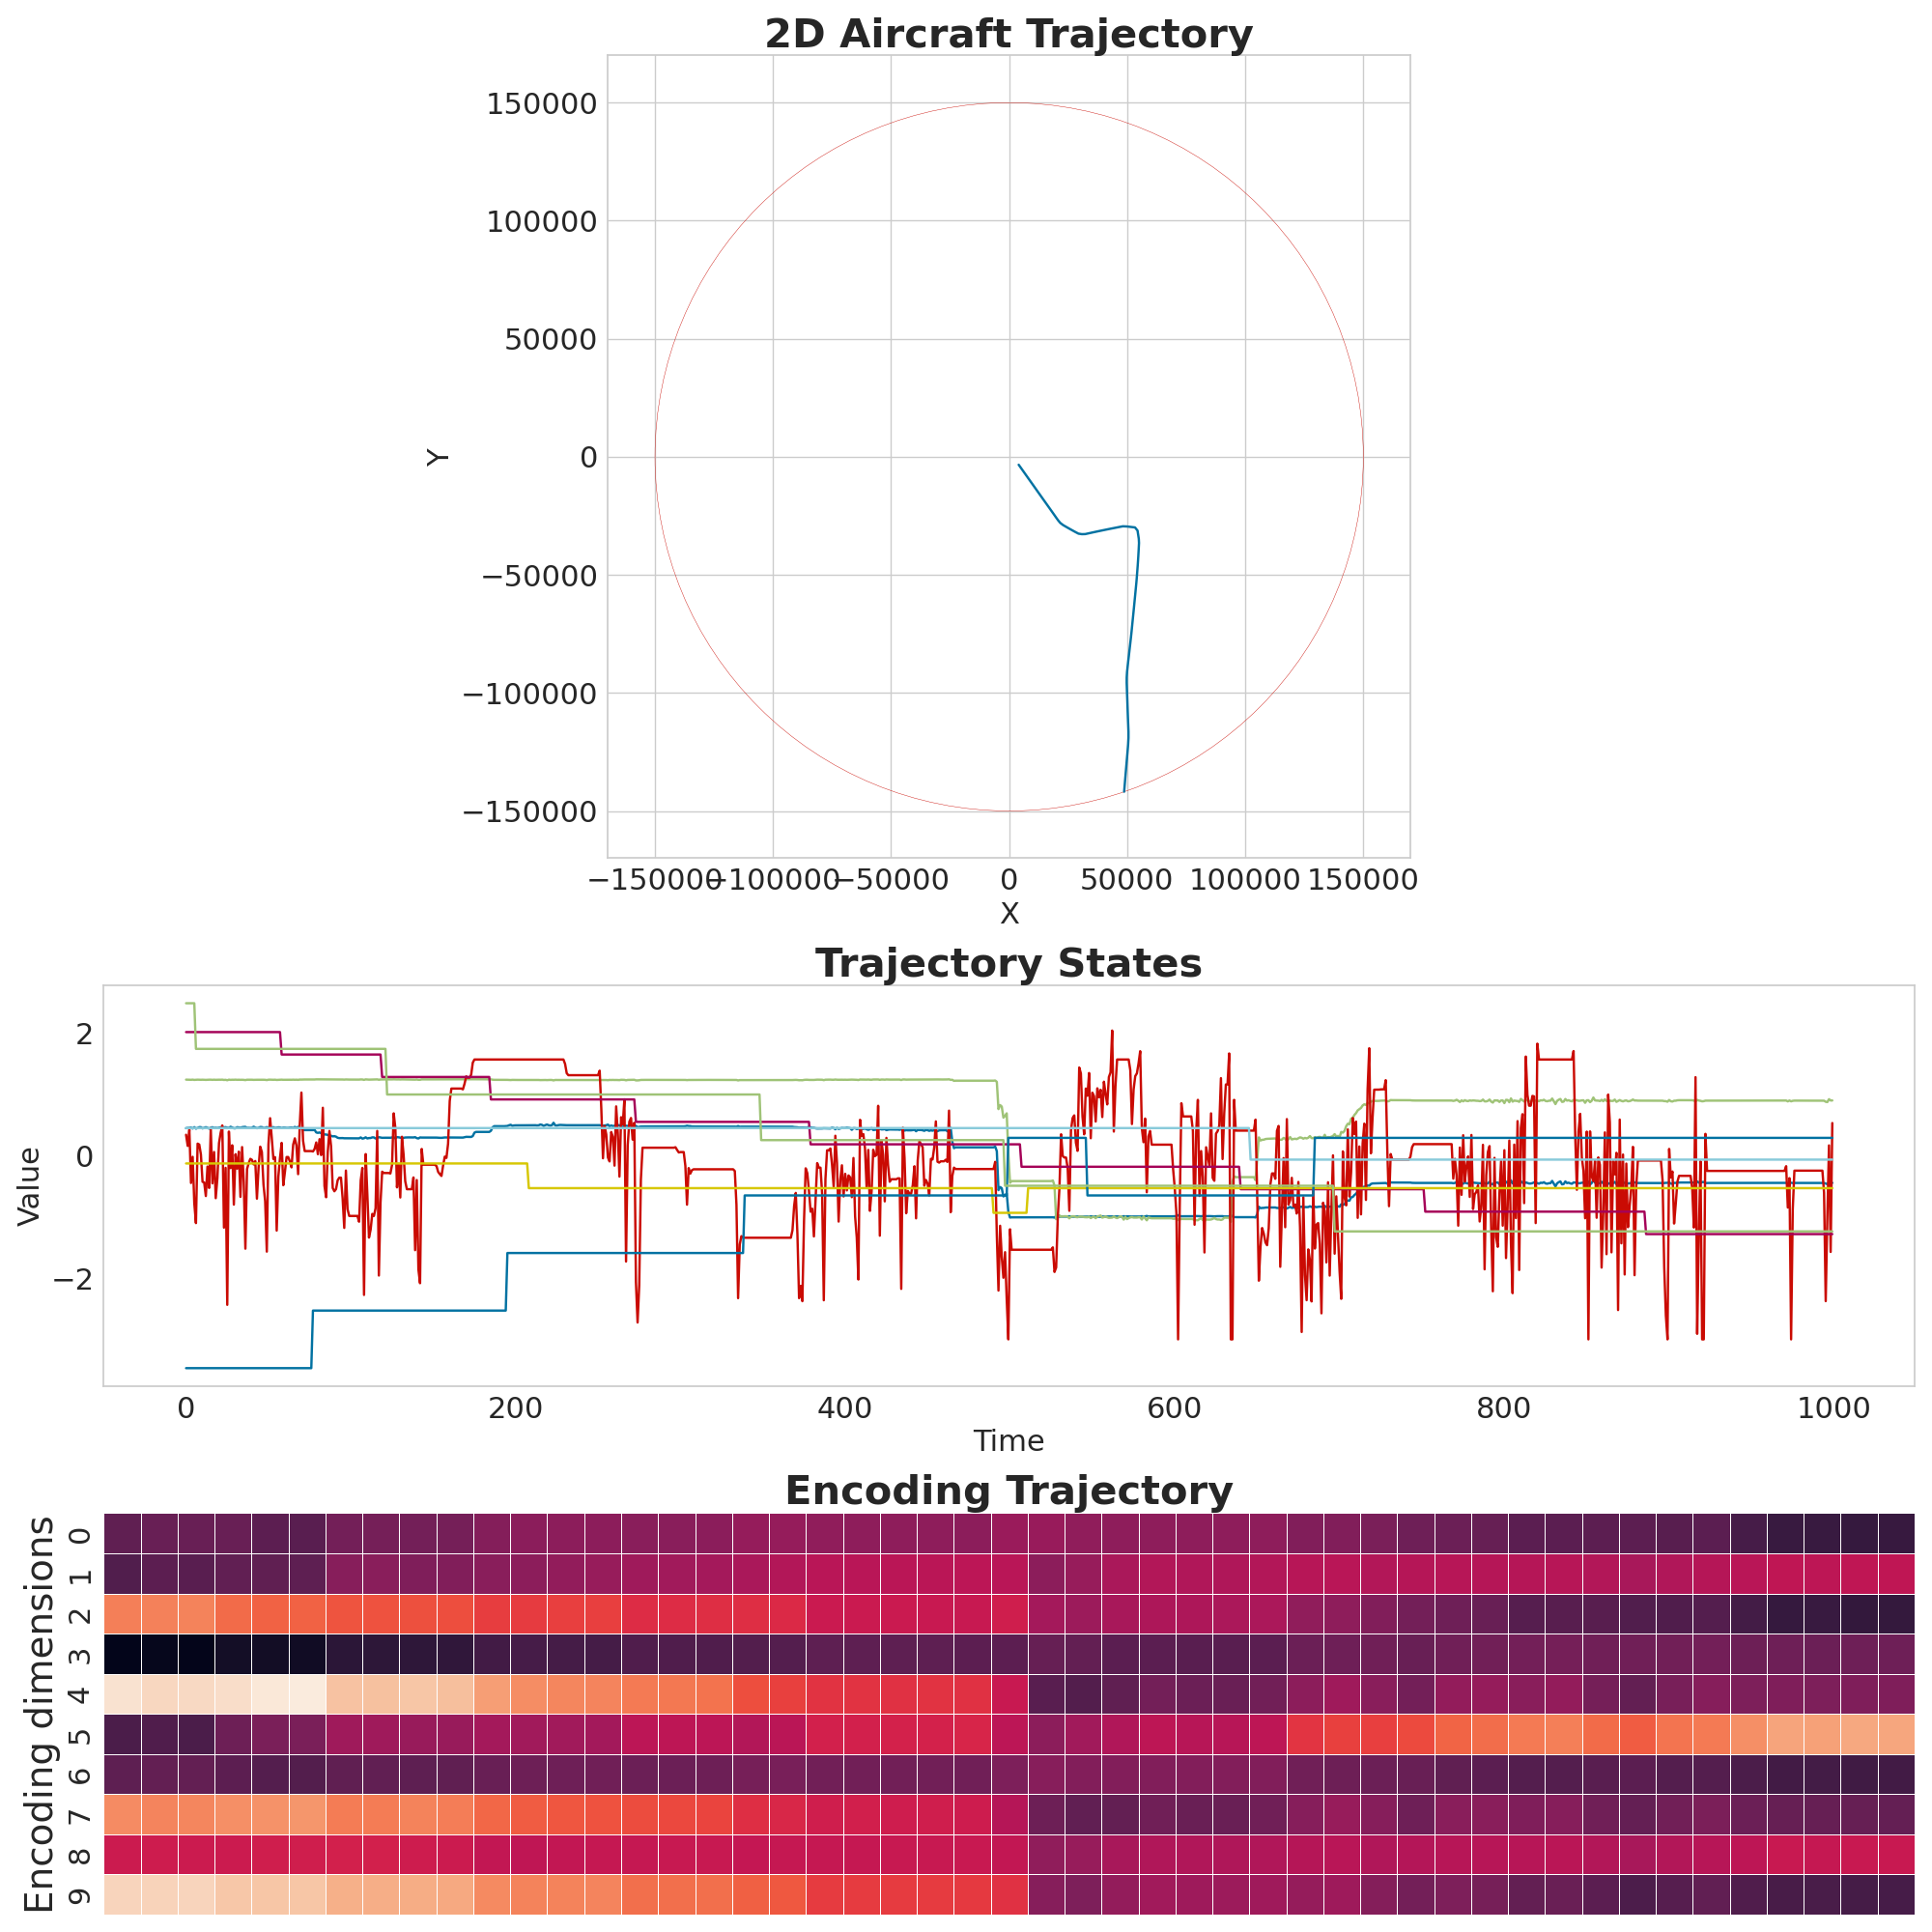 2D Aircraft Trajectory
150000
100000
50000
0
−50000
−100000
−150000
Y
−150000 −100000 −50000 0 50000 100000 150000
X
Trajectory States
2
0
−2
Value
0 200 400 600 800 1000
Time
Encoding Trajectory
Encoding dimensions
0
1
2
3
4
5
6
7
8
9